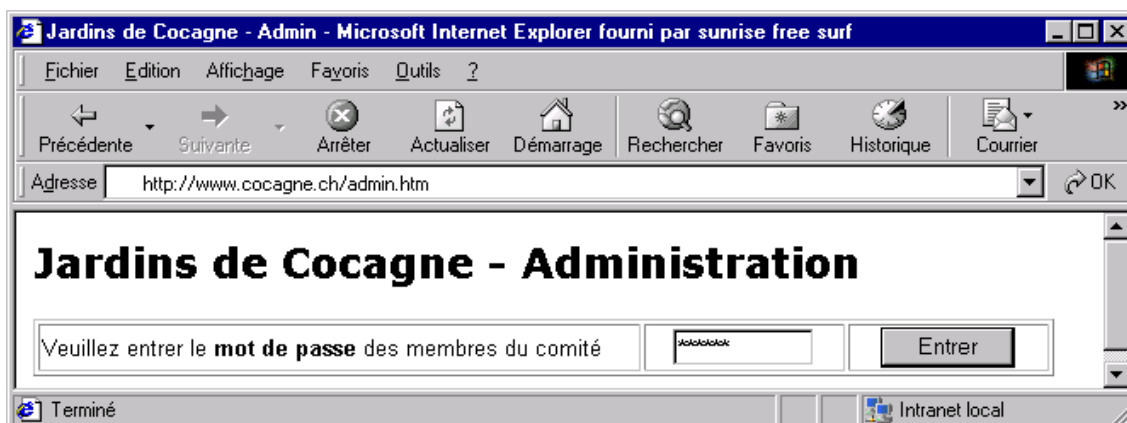 Jardins de Cocagne - Admin - Microsoft Internet Explorer fourni par sunrise free surf
Fichier Edition Affichage Favoris Outils ?
Précédente Suivante Arrêter Actualiser Démarrage Rechercher Favoris Historique Courrier »
Adresse http://www.cocagne.ch/admin.htm OK
Jardins de Cocagne - Administration
Veuillez entrer le mot de passe des membres du comité ******* Entrer
Terminé Intranet local